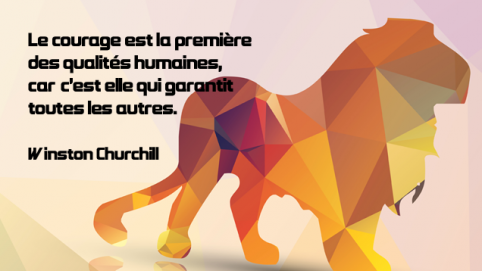 Le courage est la première
des qualités humaines,
car c'est elle qui garantit
toutes les autres.
Winston Churchill